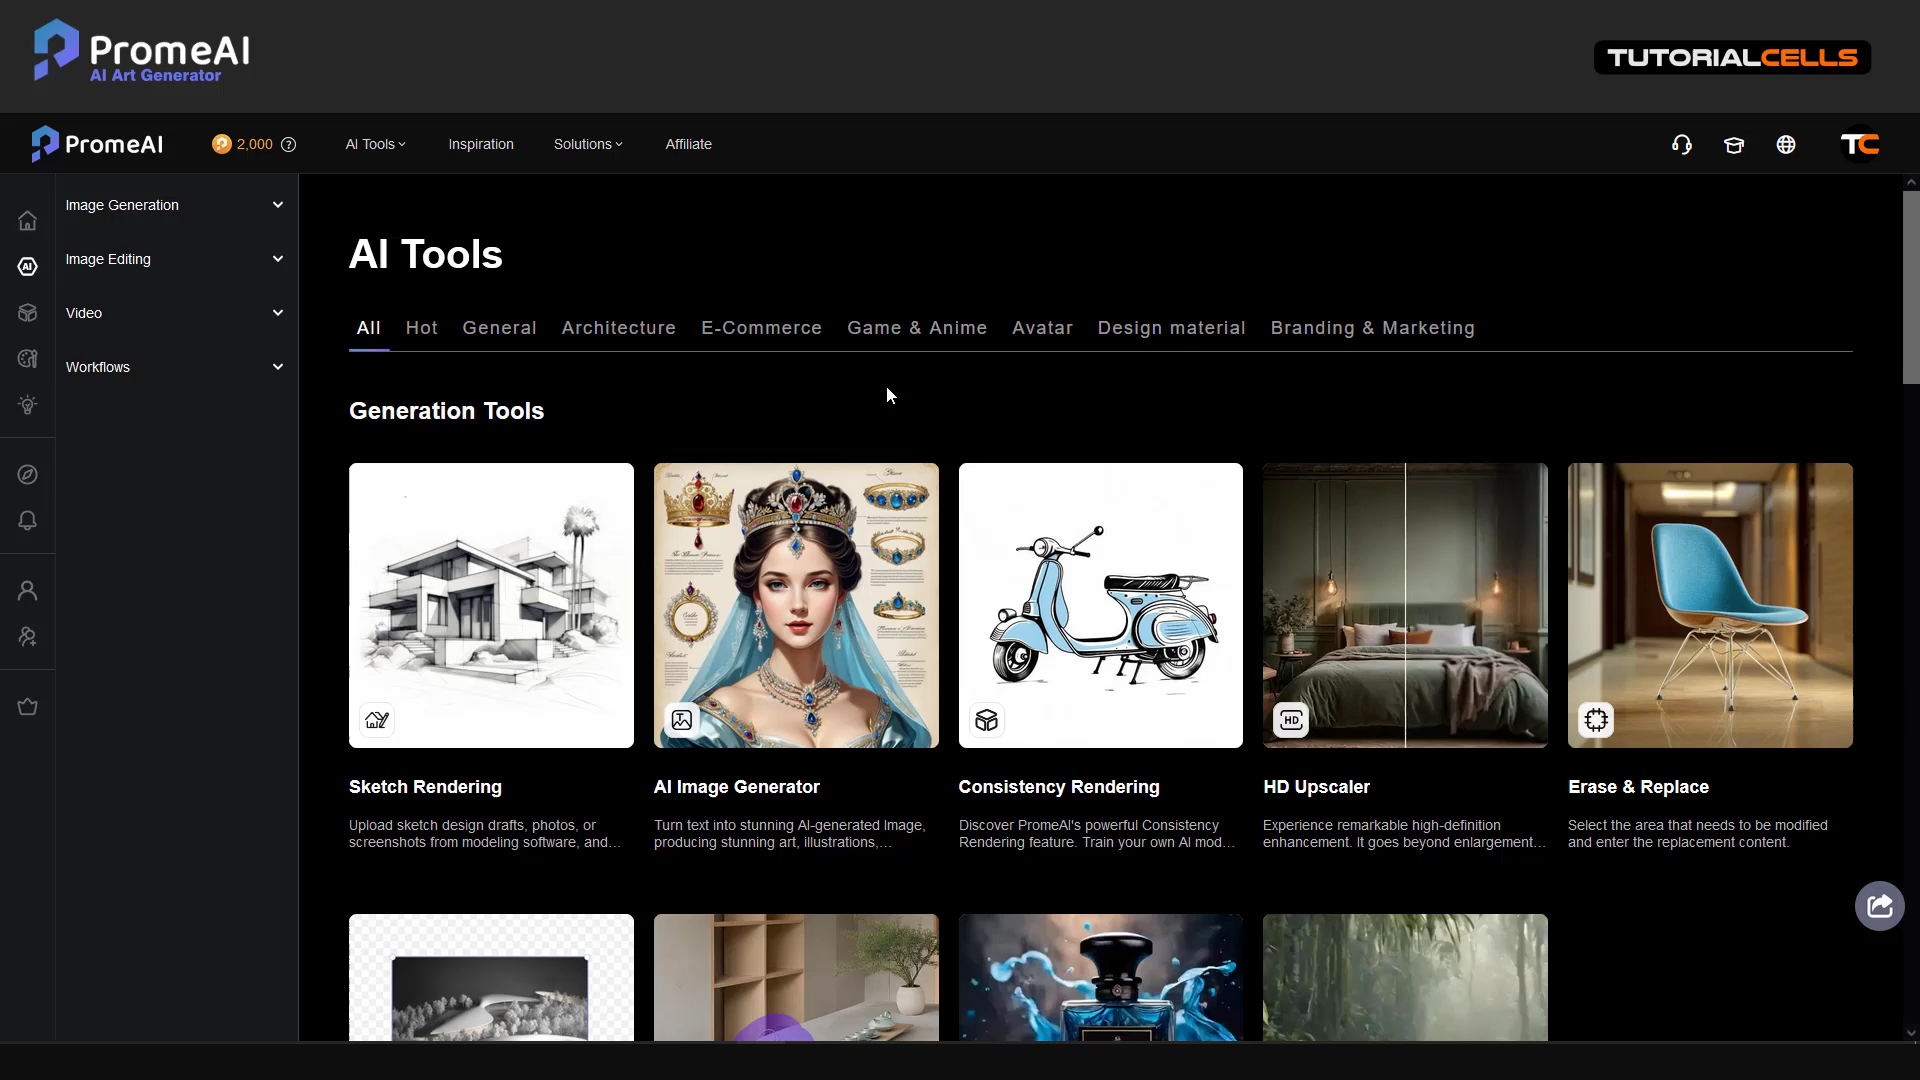 PromeAI
AI Art Generator
TUTORIALCELLS
PromeAI
2,000
AI Tools
Inspiration
Solutions
Affiliate
TC
Image Generation
Image Editing
Video
Workflows
AI
AI Tools
All
Hot
General
Architecture
E-Commerce
Game & Anime
Avatar
Design material
Branding & Marketing
Generation Tools
HD
Sketch Rendering
AI Image Generator
Consistency Rendering
HD Upscaler
Erase & Replace
Upload sketch design drafts, photos, or
screenshots from modeling software, and...
Turn text into stunning AI-generated Image,
producing stunning art, illustrations,...
Discover PromeAI's powerful Consistency
Rendering feature. Train your own AI mod...
Experience remarkable high-definition
enhancement. It goes beyond enlargement...
Select the area that needs to be modified
and enter the replacement content.